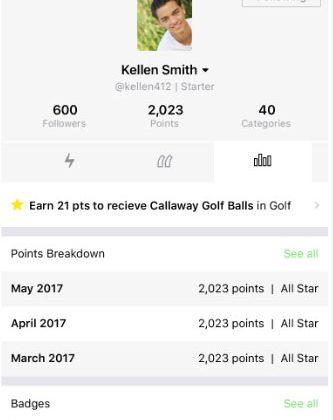 Kellen Smith
@kellen412 | Starter
600 2,023 40
Followers Points Categories
Earn 21 pts to recieve Callaway Golf Balls in Golf
Points Breakdown See all
May 2017 2,023 points | All Star
April 2017 2,023 points | All Star
March 2017 2,023 points | All Star
Badges See all